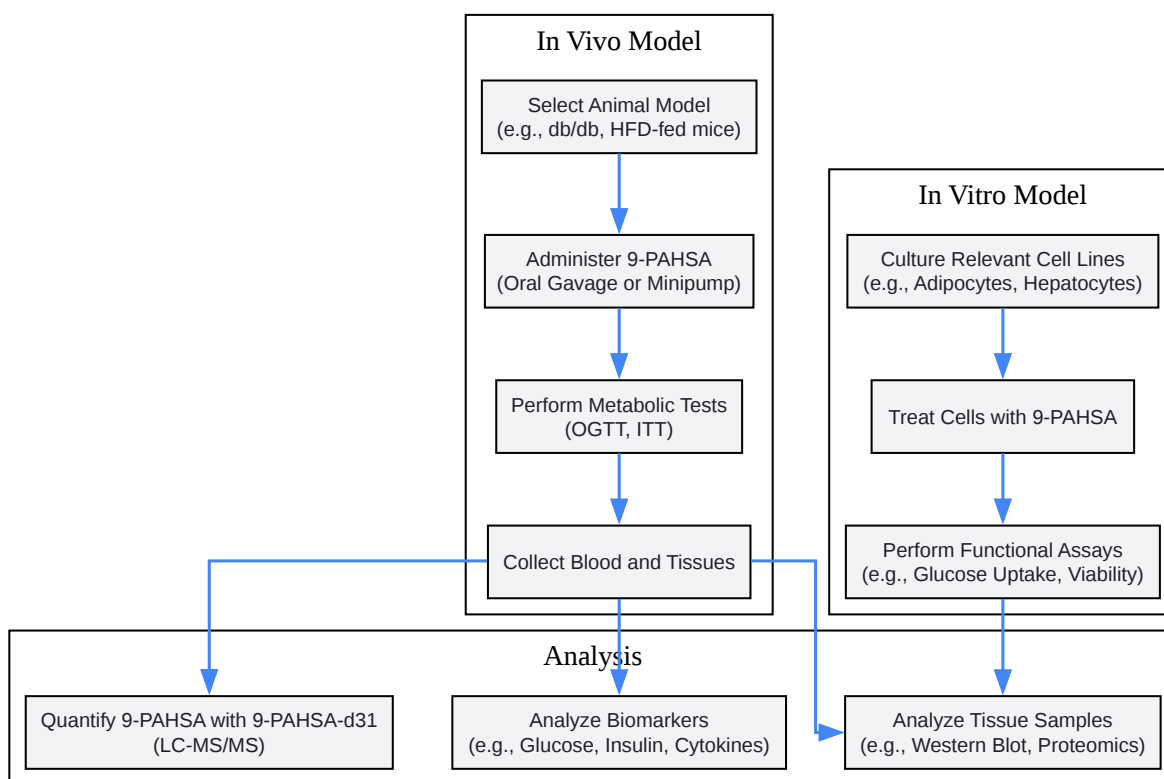 In Vivo Model
Select Animal Model
(e.g., db/db, HFD-fed mice)
Administer 9-PAHSA
(Oral Gavage or Minipump)
Perform Metabolic Tests
(OGTT, ITT)
Collect Blood and Tissues
In Vitro Model
Culture Relevant Cell Lines
(e.g., Adipocytes, Hepatocytes)
Treat Cells with 9-PAHSA
Perform Functional Assays
(e.g., Glucose Uptake, Viability)
Analysis
Quantify 9-PAHSA with 9-PAHSA-d31
(LC-MS/MS)
Analyze Biomarkers
(e.g., Glucose, Insulin, Cytokines)
Analyze Tissue Samples
(e.g., Western Blot, Proteomics)